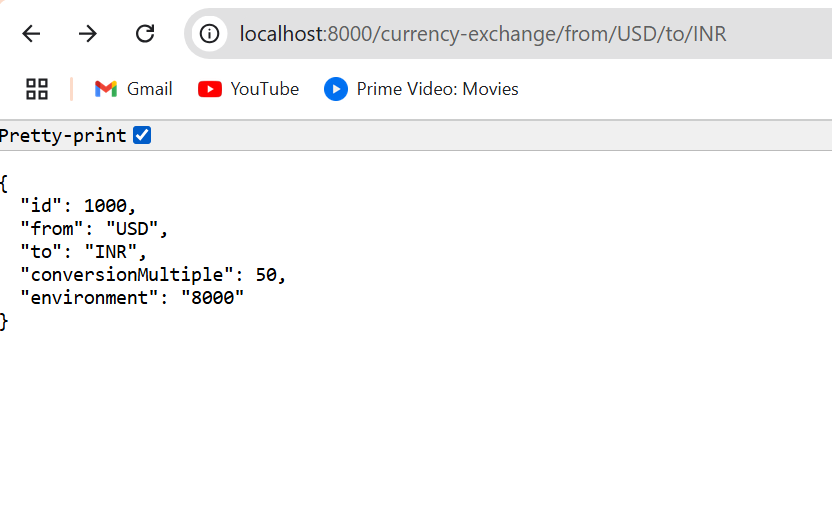 localhost:8000/currency-exchange/from/USD/to/INR
Gmail YouTube Prime Video: Movies
Pretty-print
{
  "id": 1000,
  "from": "USD",
  "to": "INR",
  "conversionMultiple": 50,
  "environment": "8000"
}